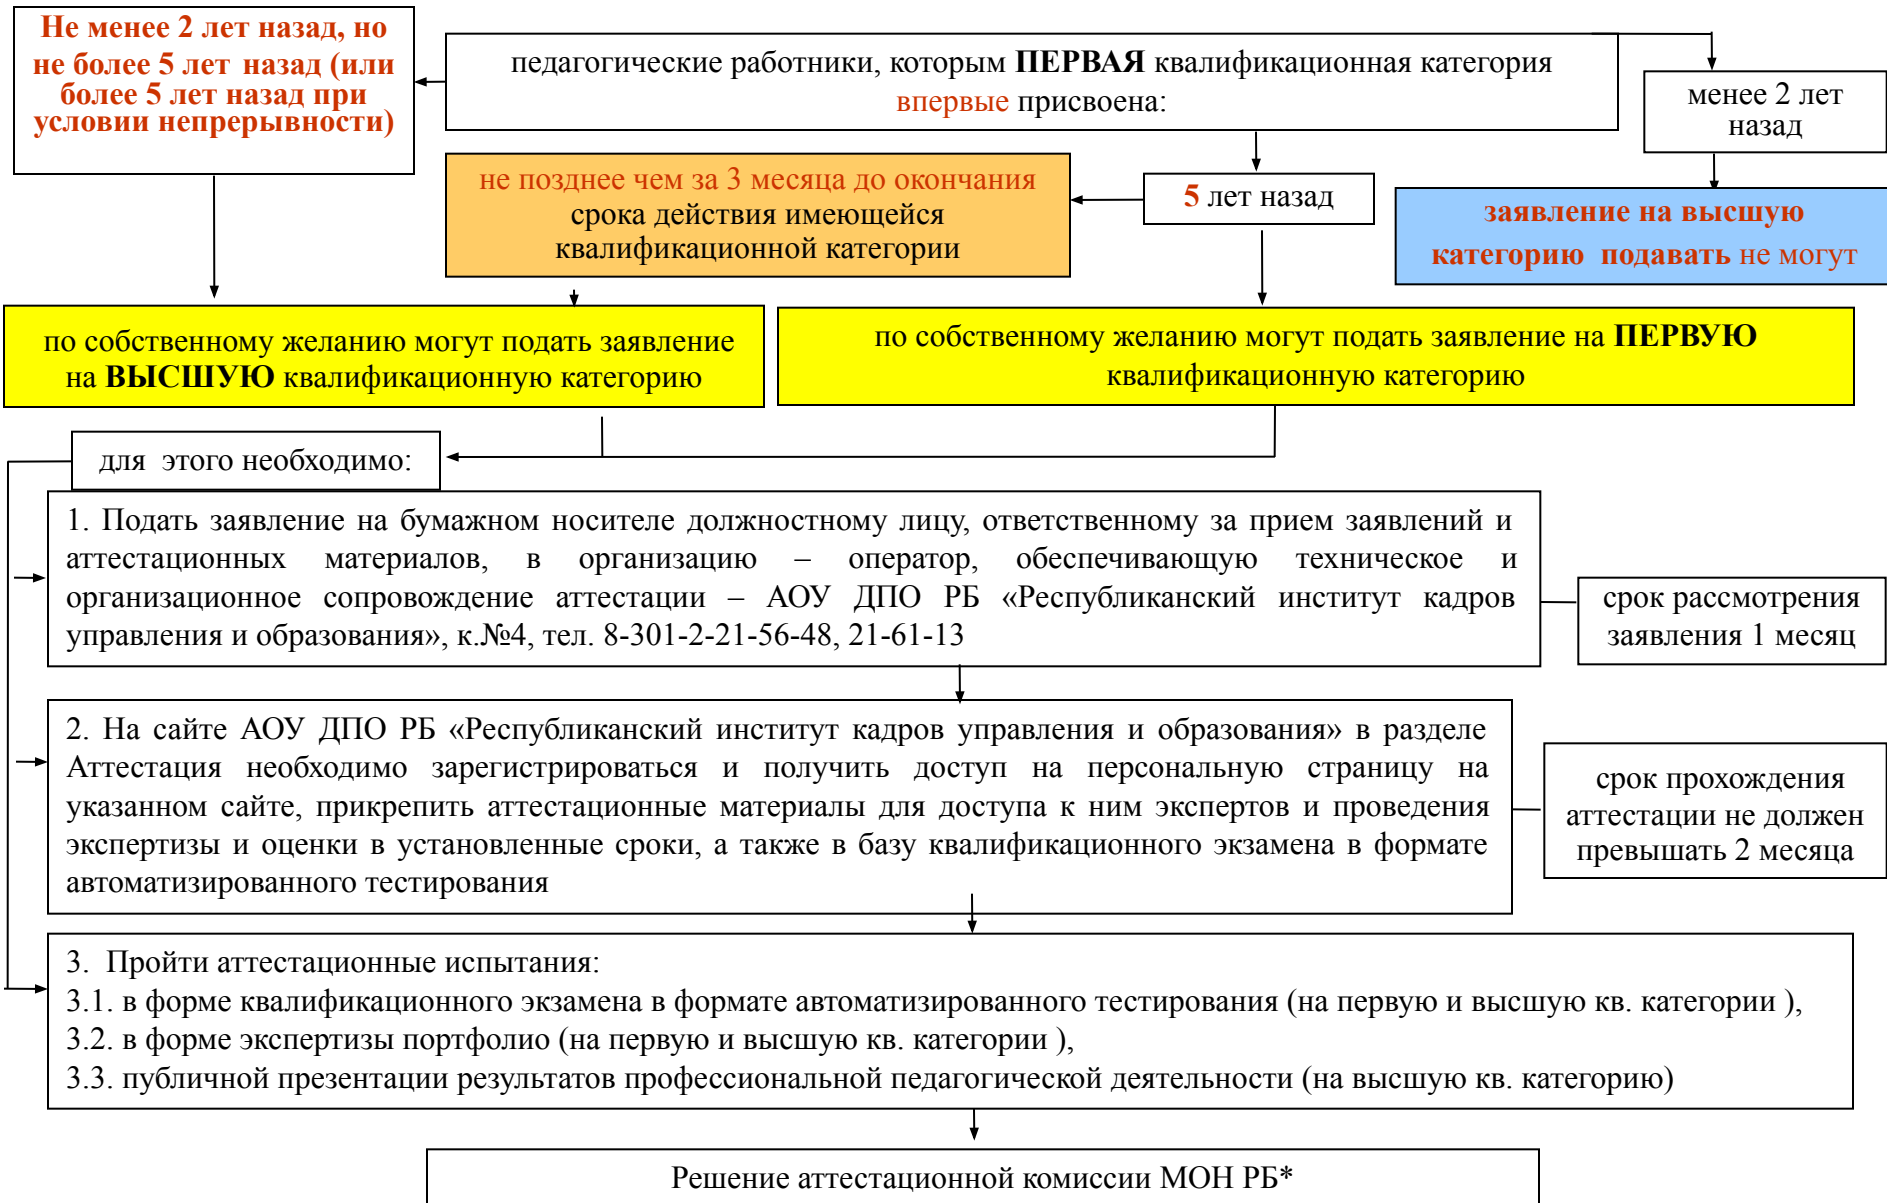 Не менее 2 лет назад, но
не более 5 лет назад (или
более 5 лет назад при
условии непрерывности)
педагогические работники, которым ПЕРВАЯ квалификационная категория
впервые присвоена:
менее 2 лет
назад
не позднее чем за 3 месяца до окончания
срока действия имеющейся
квалификационной категории
5 лет назад
заявление на высшую
категорию подавать не могут
по собственному желанию могут подать заявление
на ВЫСШУЮ квалификационную категорию
по собственному желанию могут подать заявление на ПЕРВУЮ
квалификационную категорию
для этого необходимо:
1. Подать заявление на бумажном носителе должностному лицу, ответственному за прием заявлений и
аттестационных материалов, в организацию – оператор, обеспечивающую техническое и
организационное сопровождение аттестации – АОУ ДПО РБ «Республиканский институт кадров
управления и образования», к.№4, тел. 8-301-2-21-56-48, 21-61-13
срок рассмотрения
заявления 1 месяц
2. На сайте АОУ ДПО РБ «Республиканский институт кадров управления и образования» в разделе
Аттестация необходимо зарегистрироваться и получить доступ на персональную страницу на
указанном сайте, прикрепить аттестационные материалы для доступа к ним экспертов и проведения
экспертизы и оценки в установленные сроки, а также в базу квалификационного экзамена в формате
автоматизированного тестирования
срок прохождения
аттестации не должен
превышать 2 месяца
3. Пройти аттестационные испытания:
3.1. в форме квалификационного экзамена в формате автоматизированного тестирования (на первую и высшую кв. категории ),
3.2. в форме экспертизы портфолио (на первую и высшую кв. категории ),
3.3. публичной презентации результатов профессиональной педагогической деятельности (на высшую кв. категорию)
Решение аттестационной комиссии МОН РБ*